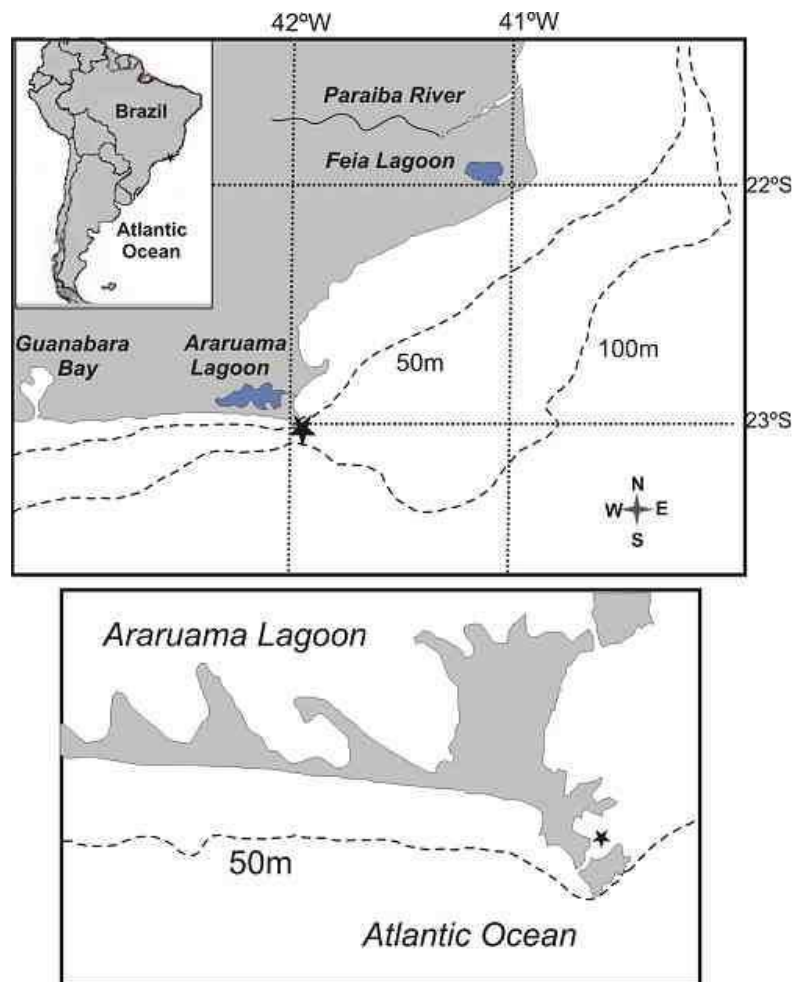 42ºW
41ºW
Brazil
Atlantic
Ocean
Paraiba River
Feia Lagoon
22ºS
Guanabara
Bay
Araruama
Lagoon
50m
100m
23ºS
N
W E
S
Araruama Lagoon
50m
Atlantic Ocean